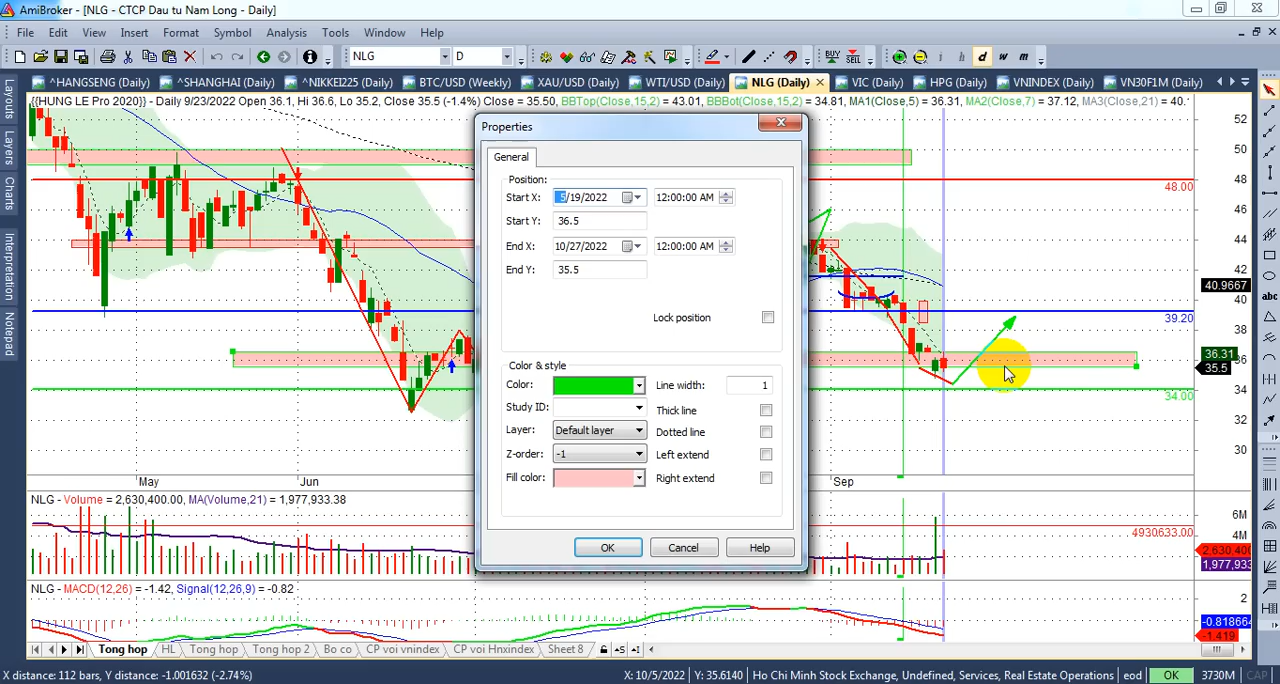 AmiBroker - [NLG - CTCP Dau tu Nam Long - Daily]
File Edit View Insert Format Symbol Analysis Tools Window Help
NLG D BUY SELL i h d w m
^HANGSENG (Daily) ^SHANGHAI (Daily) ^NIKKEI225 (Daily) BTC/USD (Weekly) XAU/USD (Daily) WTI/USD (Daily) NLG (Daily) VIC (Daily) HPG (Daily) VNINDEX (Daily) VN30F1M (Daily)
{{HUNG LE Pro 2020}} - Daily 9/23/2022 Open 36.1, Hi 36.6, Lo 35.2, Close 35.5 (-1.4%) Close = 35.50, BBTop(Close,15,2) = 43.01, BBBot(Close,15,2) = 34.81, MA1(Close,5) = 36.31, MA2(Close,7) = 37.12, MA3(Close,21) = 40.
Layouts
Layers
Charts
Interpretation
Notepad
abc
52
50
48
48.00
46
44
42
40.9667
40
39.20
38
36.31
36
35.5
34
34.00
32
30
Properties
General
Position:
Start X: 5/19/2022 12:00:00 AM
Start Y: 36.5
End X: 10/27/2022 12:00:00 AM
End Y: 35.5
Lock position
Color & style
Color: Line width: 1
Study ID: Thick line
Layer: Default layer Dotted line
Z-order: -1 Left extend
Fill color: Right extend
OK Cancel Help
May Jun Sep
NLG - Volume = 2,630,400.00, MA(Volume,21) = 1,977,933.38
6M
4930633.00
4M
2,630,400
1,977,933
NLG - MACD(12,26) = -1.42, Signal(12,26,9) = -0.82
2
-0.818664
-1.419
Tong hop HL Tong hop Tong hop 2 Bo co CP voi vnindex CP voi Hnxindex Sheet 8
X distance: 112 bars, Y distance: -1.001632 (-2.74%) X: 10/5/2022 Y: 35.6140 Ho Chi Minh Stock Exchange, Undefined, Services, Real Estate Operations eod OK 3730M CAP